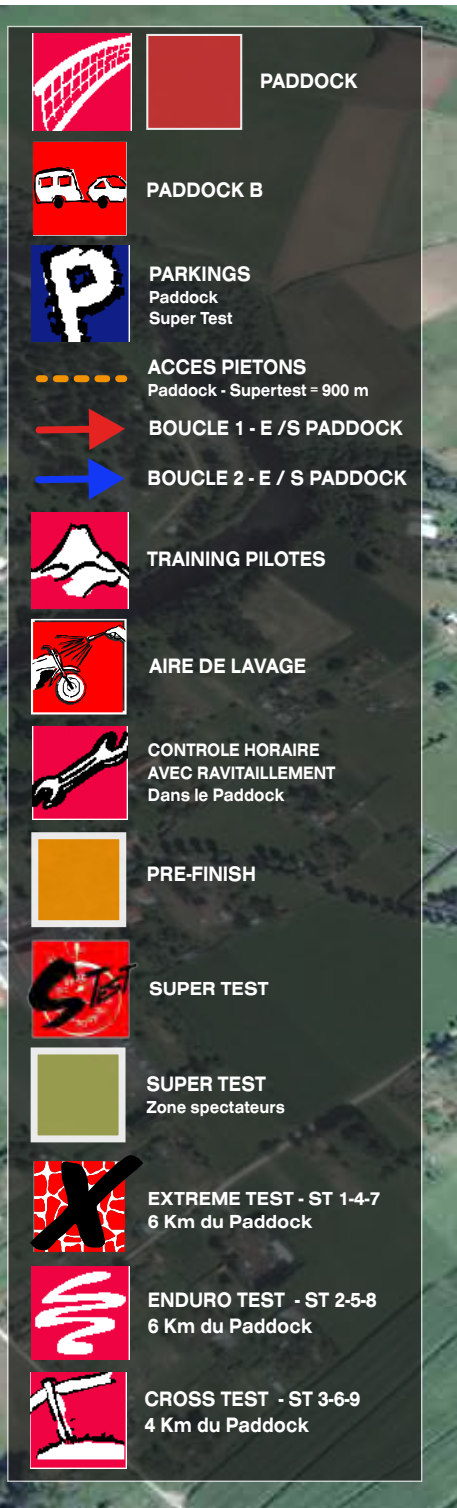 PADDOCK
PADDOCK B
P
PARKINGS
Paddock
Super Test
ACCES PIETONS
Paddock - Supertest = 900 m
BOUCLE 1 - E /S PADDOCK
BOUCLE 2 - E / S PADDOCK
TRAINING PILOTES
AIRE DE LAVAGE
CONTROLE HORAIRE
AVEC RAVITAILLEMENT
Dans le Paddock
PRE-FINISH
STEST
SUPER TEST
SUPER TEST
Zone spectateurs
EXTREME TEST - ST 1-4-7
6 Km du Paddock
ENDURO TEST - ST 2-5-8
6 Km du Paddock
CROSS TEST - ST 3-6-9
4 Km du Paddock